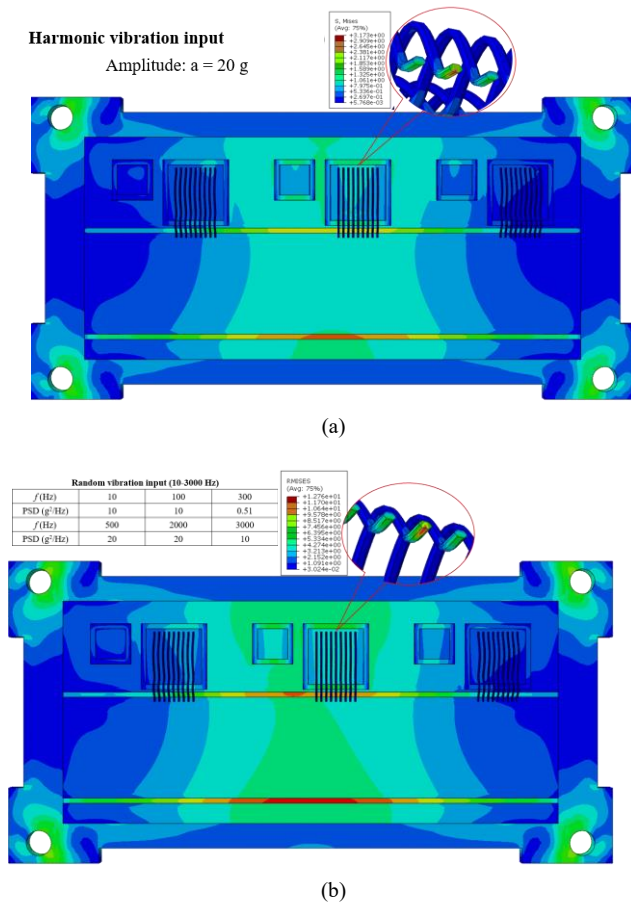 Harmonic vibration input
Amplitude: a = 20 g
S, Mises
(Avg: 75%)
+3.173e+00
+2.909e+00
+2.645e+00
+2.381e+00
+2.117e+00
+1.853e+00
+1.589e+00
+1.325e+00
+1.061e+00
+7.975e-01
+5.336e-01
+2.697e-01
+5.768e-03
(a)
Random vibration input (10-3000 Hz)
f (Hz) 10 100 300
PSD (g²/Hz) 10 10 0.51
f (Hz) 500 2000 3000
PSD (g²/Hz) 20 20 10
RMISES
(Avg: 75%)
+1.276e+01
+1.170e+01
+1.064e+01
+9.578e+00
+8.517e+00
+7.456e+00
+6.395e+00
+5.334e+00
+4.274e+00
+3.213e+00
+2.152e+00
+1.091e+00
+3.024e-02
(b)